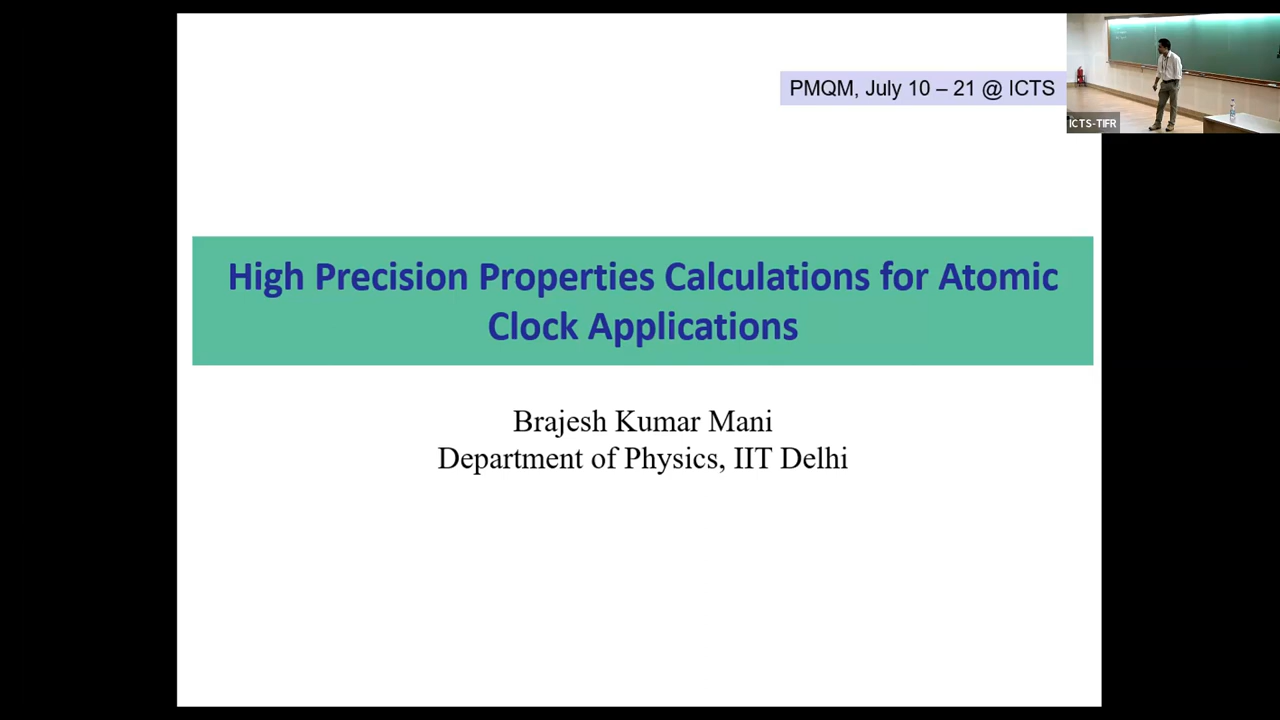 PMQM, July 10 – 21 @ ICTS
ICTS-TIFR
High Precision Properties Calculations for Atomic
Clock Applications
Brajesh Kumar Mani
Department of Physics, IIT Delhi